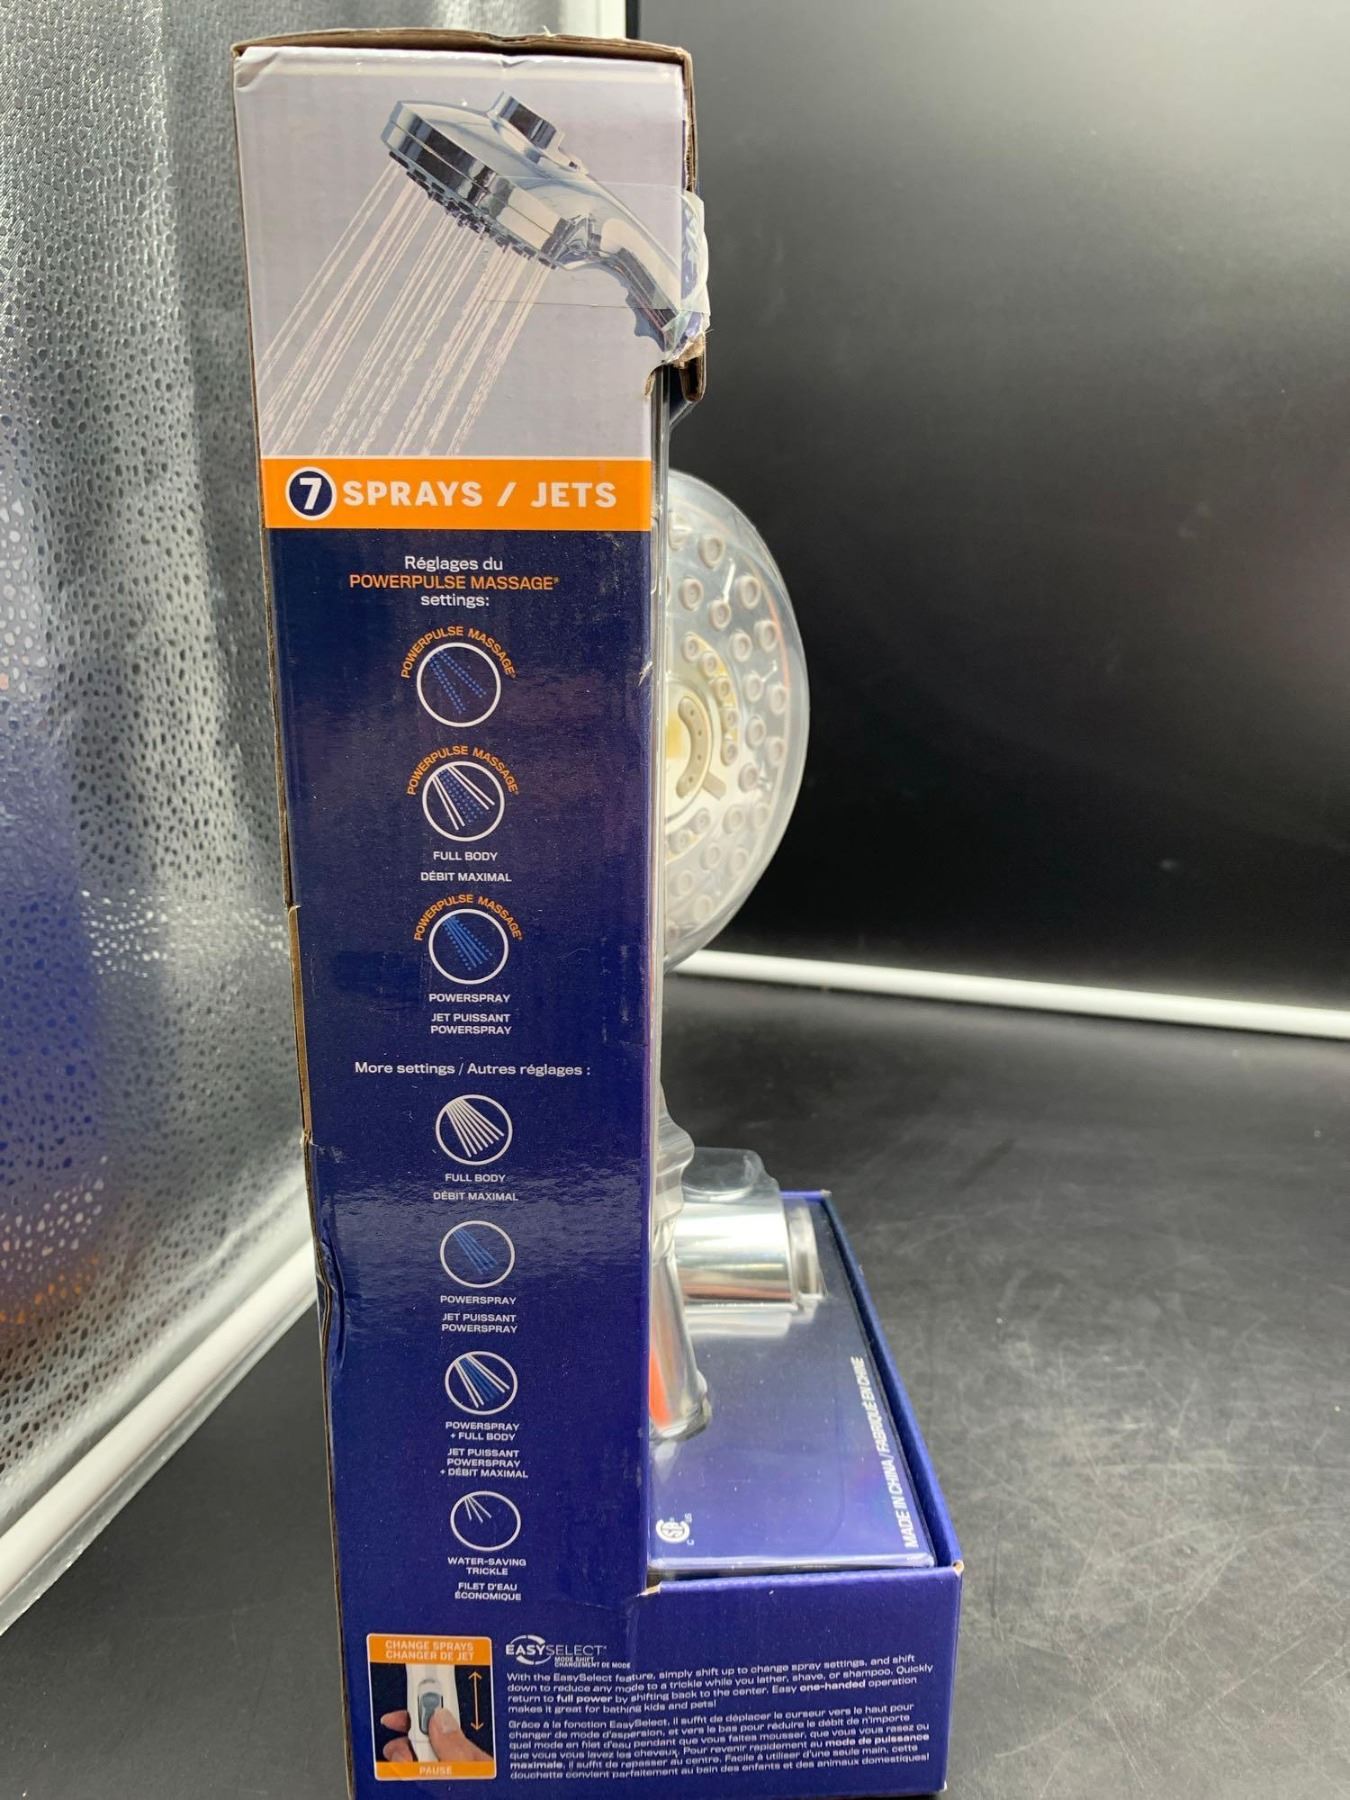 7 SPRAYS / JETS
Réglages du
POWERPULSE MASSAGE®
settings:
POWERPULSE MASSAGE®
POWERPULSE MASSAGE®
FULL BODY
DÉBIT MAXIMAL
POWERPULSE MASSAGE®
POWERSPRAY
JET PUISSANT
POWERSPRAY
More settings / Autres réglages :
FULL BODY
DÉBIT MAXIMAL
POWERSPRAY
JET PUISSANT
POWERSPRAY
POWERSPRAY
+ FULL BODY
JET PUISSANT
POWERSPRAY
+ DÉBIT MAXIMAL
WATER-SAVING
TRICKLE
FILET D'EAU
ÉCONOMIQUE
MADE IN CHINA / FABRIQUÉ EN CHINE
C SA US
CHANGE SPRAYS
CHANGER DE JET
PAUSE
EASYSELECT®
MODE SHIFT
CHANGEMENT DE MODE
With the EasySelect feature, simply shift up to change spray settings, and shift
down to reduce any mode to a trickle while you lather, shave, or shampoo. Quickly
return to full power by shifting back to the center. Easy one-handed operation
makes it great for bathing kids and pets!
Grâce à la fonction EasySelect, il suffit de déplacer le curseur vers le haut pour
changer de mode d'aspersion, et vers le bas pour réduire le débit de n'importe
quel mode en filet d'eau pendant que vous faites mousser, que vous vous rasez ou
que vous vous lavez les cheveux. Pour revenir rapidement au mode de puissance
maximale, il suffit de repasser au centre. Facile à utiliser d'une seule main, cette
douchette convient parfaitement au bain des enfants et des animaux domestiques!